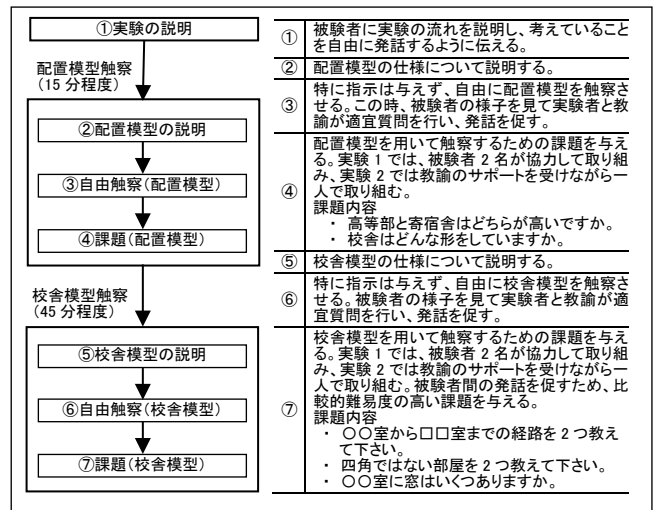 ①実験の説明
配置模型触察
(15 分程度)
②配置模型の説明
③自由触察(配置模型)
④課題(配置模型)
校舎模型触察
(45 分程度)
⑤校舎模型の説明
⑥自由触察(校舎模型)
⑦課題(校舎模型)
① 被験者に実験の流れを説明し、考えていること
を自由に発話するように伝える。
② 配置模型の仕様について説明する。
③ 特に指示は与えず、自由に配置模型を触察さ
せる。この時、被験者の様子を見て実験者と教
諭が適宜質問を行い、発話を促す。
④ 配置模型を用いて触察するための課題を与え
る。実験 1 では、被験者 2 名が協力して取り組
み、実験 2 では教諭のサポートを受けながら一
人で取り組む。
課題内容
・ 高等部と寄宿舎はどちらが高いですか。
・ 校舎はどんな形をしていますか。
⑤ 校舎模型の仕様について説明する。
⑥ 特に指示は与えず、自由に校舎模型を触察さ
せる。被験者の様子を見て実験者と教諭が適
宜質問を行い、発話を促す。
⑦ 校舎模型を用いて触察するための課題を与え
る。実験 1 では、被験者 2 名が協力して取り組
み、実験 2 では教諭のサポートを受けながら一
人で取り組む。被験者間の発話を促すため、比
較的難易度の高い課題を与える。
課題内容
・ 〇〇室から□□室までの経路を 2 つ教え
て下さい。
・ 四角ではない部屋を 2 つ教えて下さい。
・ 〇〇室に窓はいくつありますか。